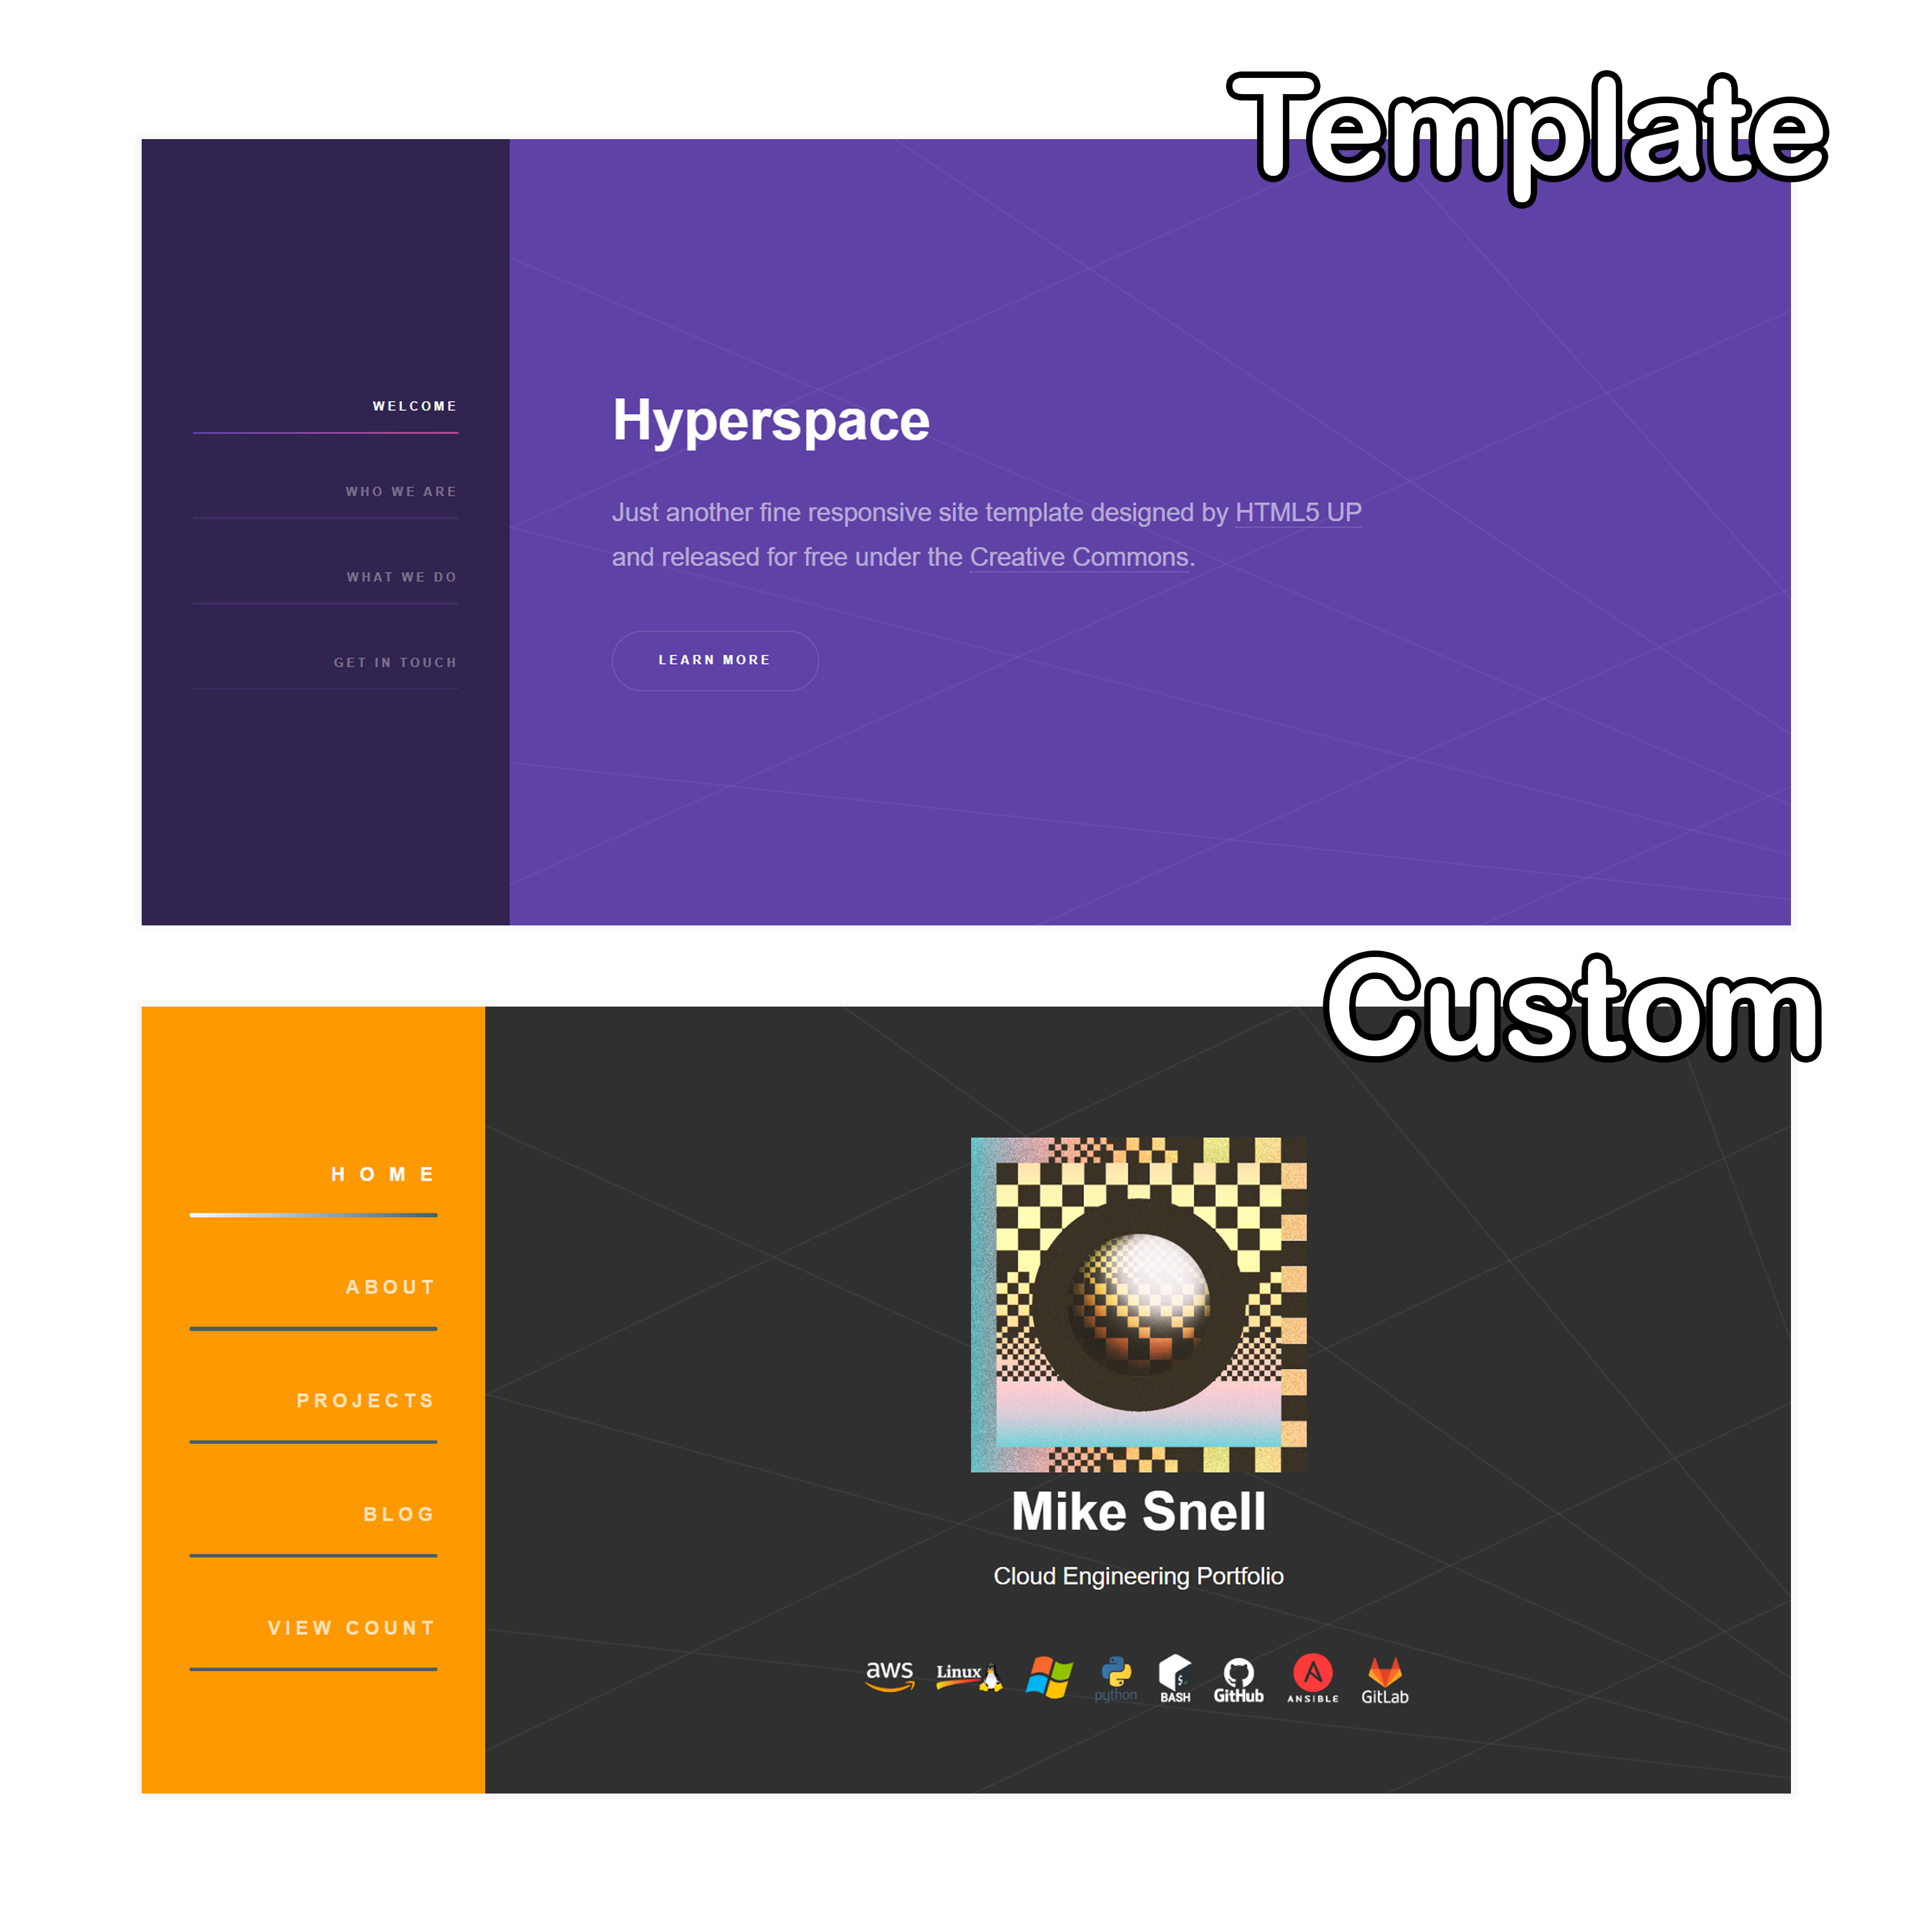 Template
WELCOME
WHO WE ARE
WHAT WE DO
GET IN TOUCH
Hyperspace
Just another fine responsive site template designed by HTML5 UP
and released for free under the Creative Commons.
LEARN MORE
Custom
HOME
ABOUT
PROJECTS
BLOG
VIEW COUNT
Mike Snell
Cloud Engineering Portfolio
aws Linux python $ BASH GitHub ANSIBLE GitLab